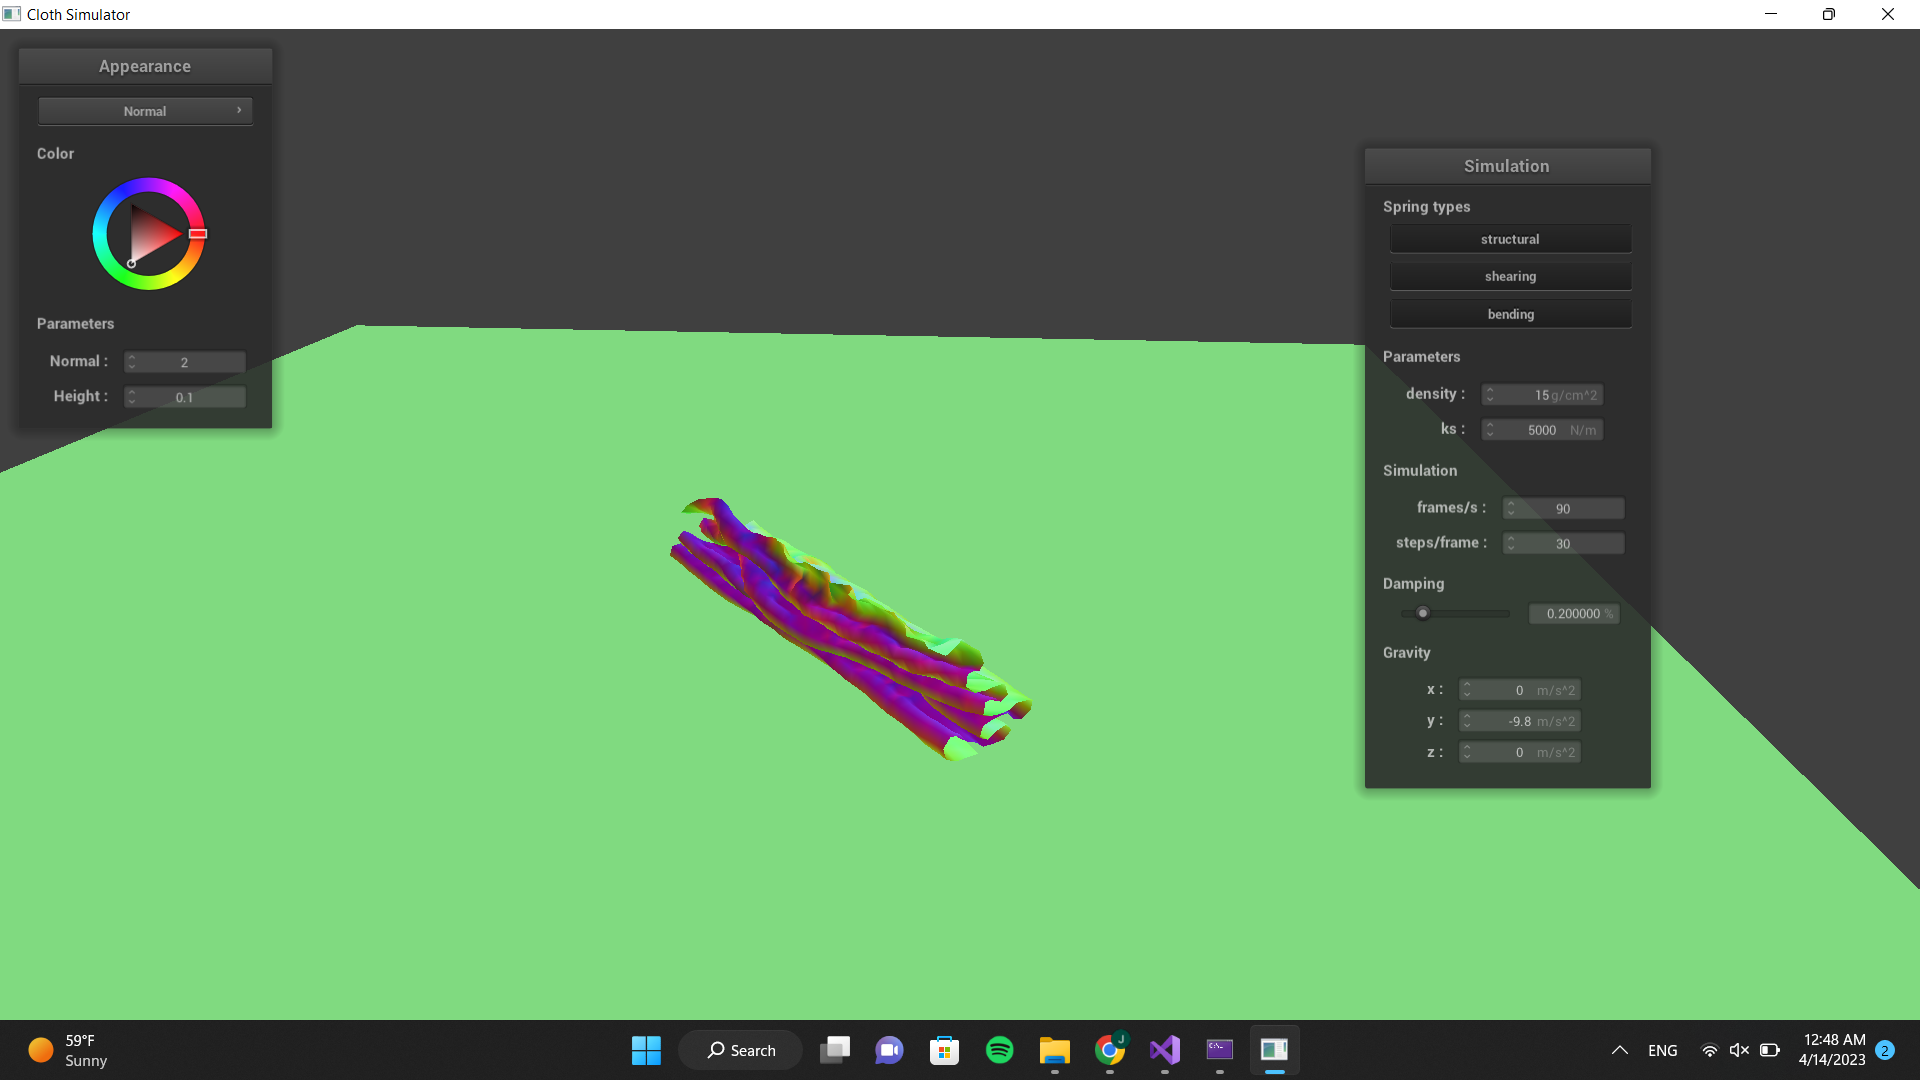 Cloth Simulator
Appearance
Normal
Color
Parameters
Normal : 2
Height : 0.1
Simulation
Spring types
structural
shearing
bending
Parameters
density : 15 g/cm^2
ks : 5000 N/m
Simulation
frames/s : 90
steps/frame : 30
Damping
0.200000 %
Gravity
x : 0 m/s^2
y : -9.8 m/s^2
z : 0 m/s^2
59°F
Sunny
Search
J
C:\_
ENG
12:48 AM
4/14/2023
2